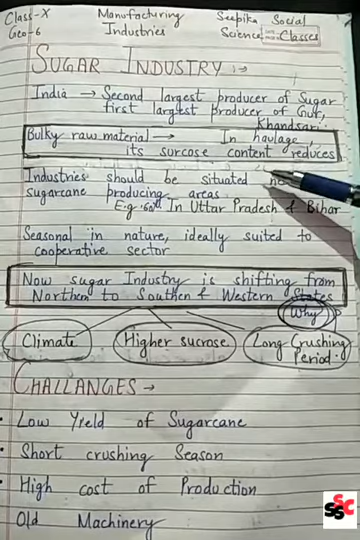 Class-X Manufacturing Seepika Social
Geo-6 Industries Science Classes
SUGAR INDUSTRY :→
India → Second largest producer of Sugar
first largest producer of Gur,
Khandsari
Bulky raw material → In haulage,
its surcose content reduces
Industries should be situated
sugarcane producing areas.
E.g. 60% In Uttar Pradesh & Bihar
Seasonal in nature, ideally suited to
cooperative sector
Now sugar Industry is shifting from
Northern to Southen & Western States
Why
Climate Higher sucrose Long Crushing
Period.
CHALLANGES →
• Low Yield of Sugarcane
• Short crushing Season
• High cost of Production
Old Machinery
SSC